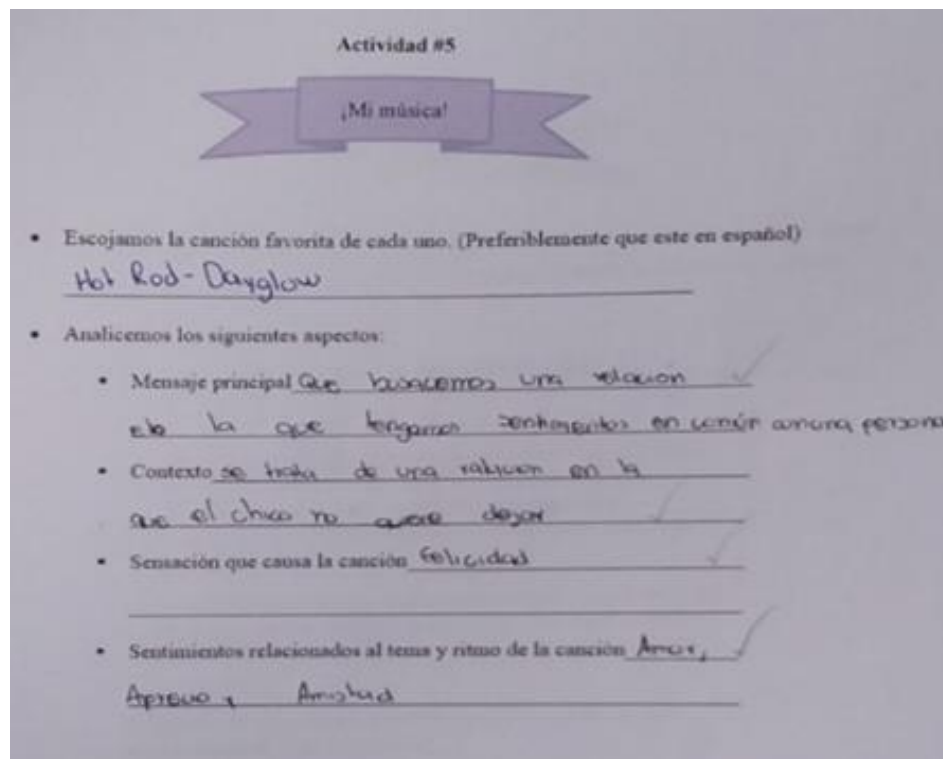 Actividad #5
¡Mi música!
• Escojamos la canción favorita de cada uno. (Preferiblemente que este en español)
Hot Rod - Dayglow
• Analicemos los siguientes aspectos:
• Mensaje principal Que busquemos una relacion
la que tengamos sentimientos en común con una persona
• Contexto se trata de una relacion en la
que el chico no quiere dejar
• Sensación que causa la canción felicidad
• Sentimientos relacionados al tema y ritmo de la canción Amor,
Aprecio y Amistad